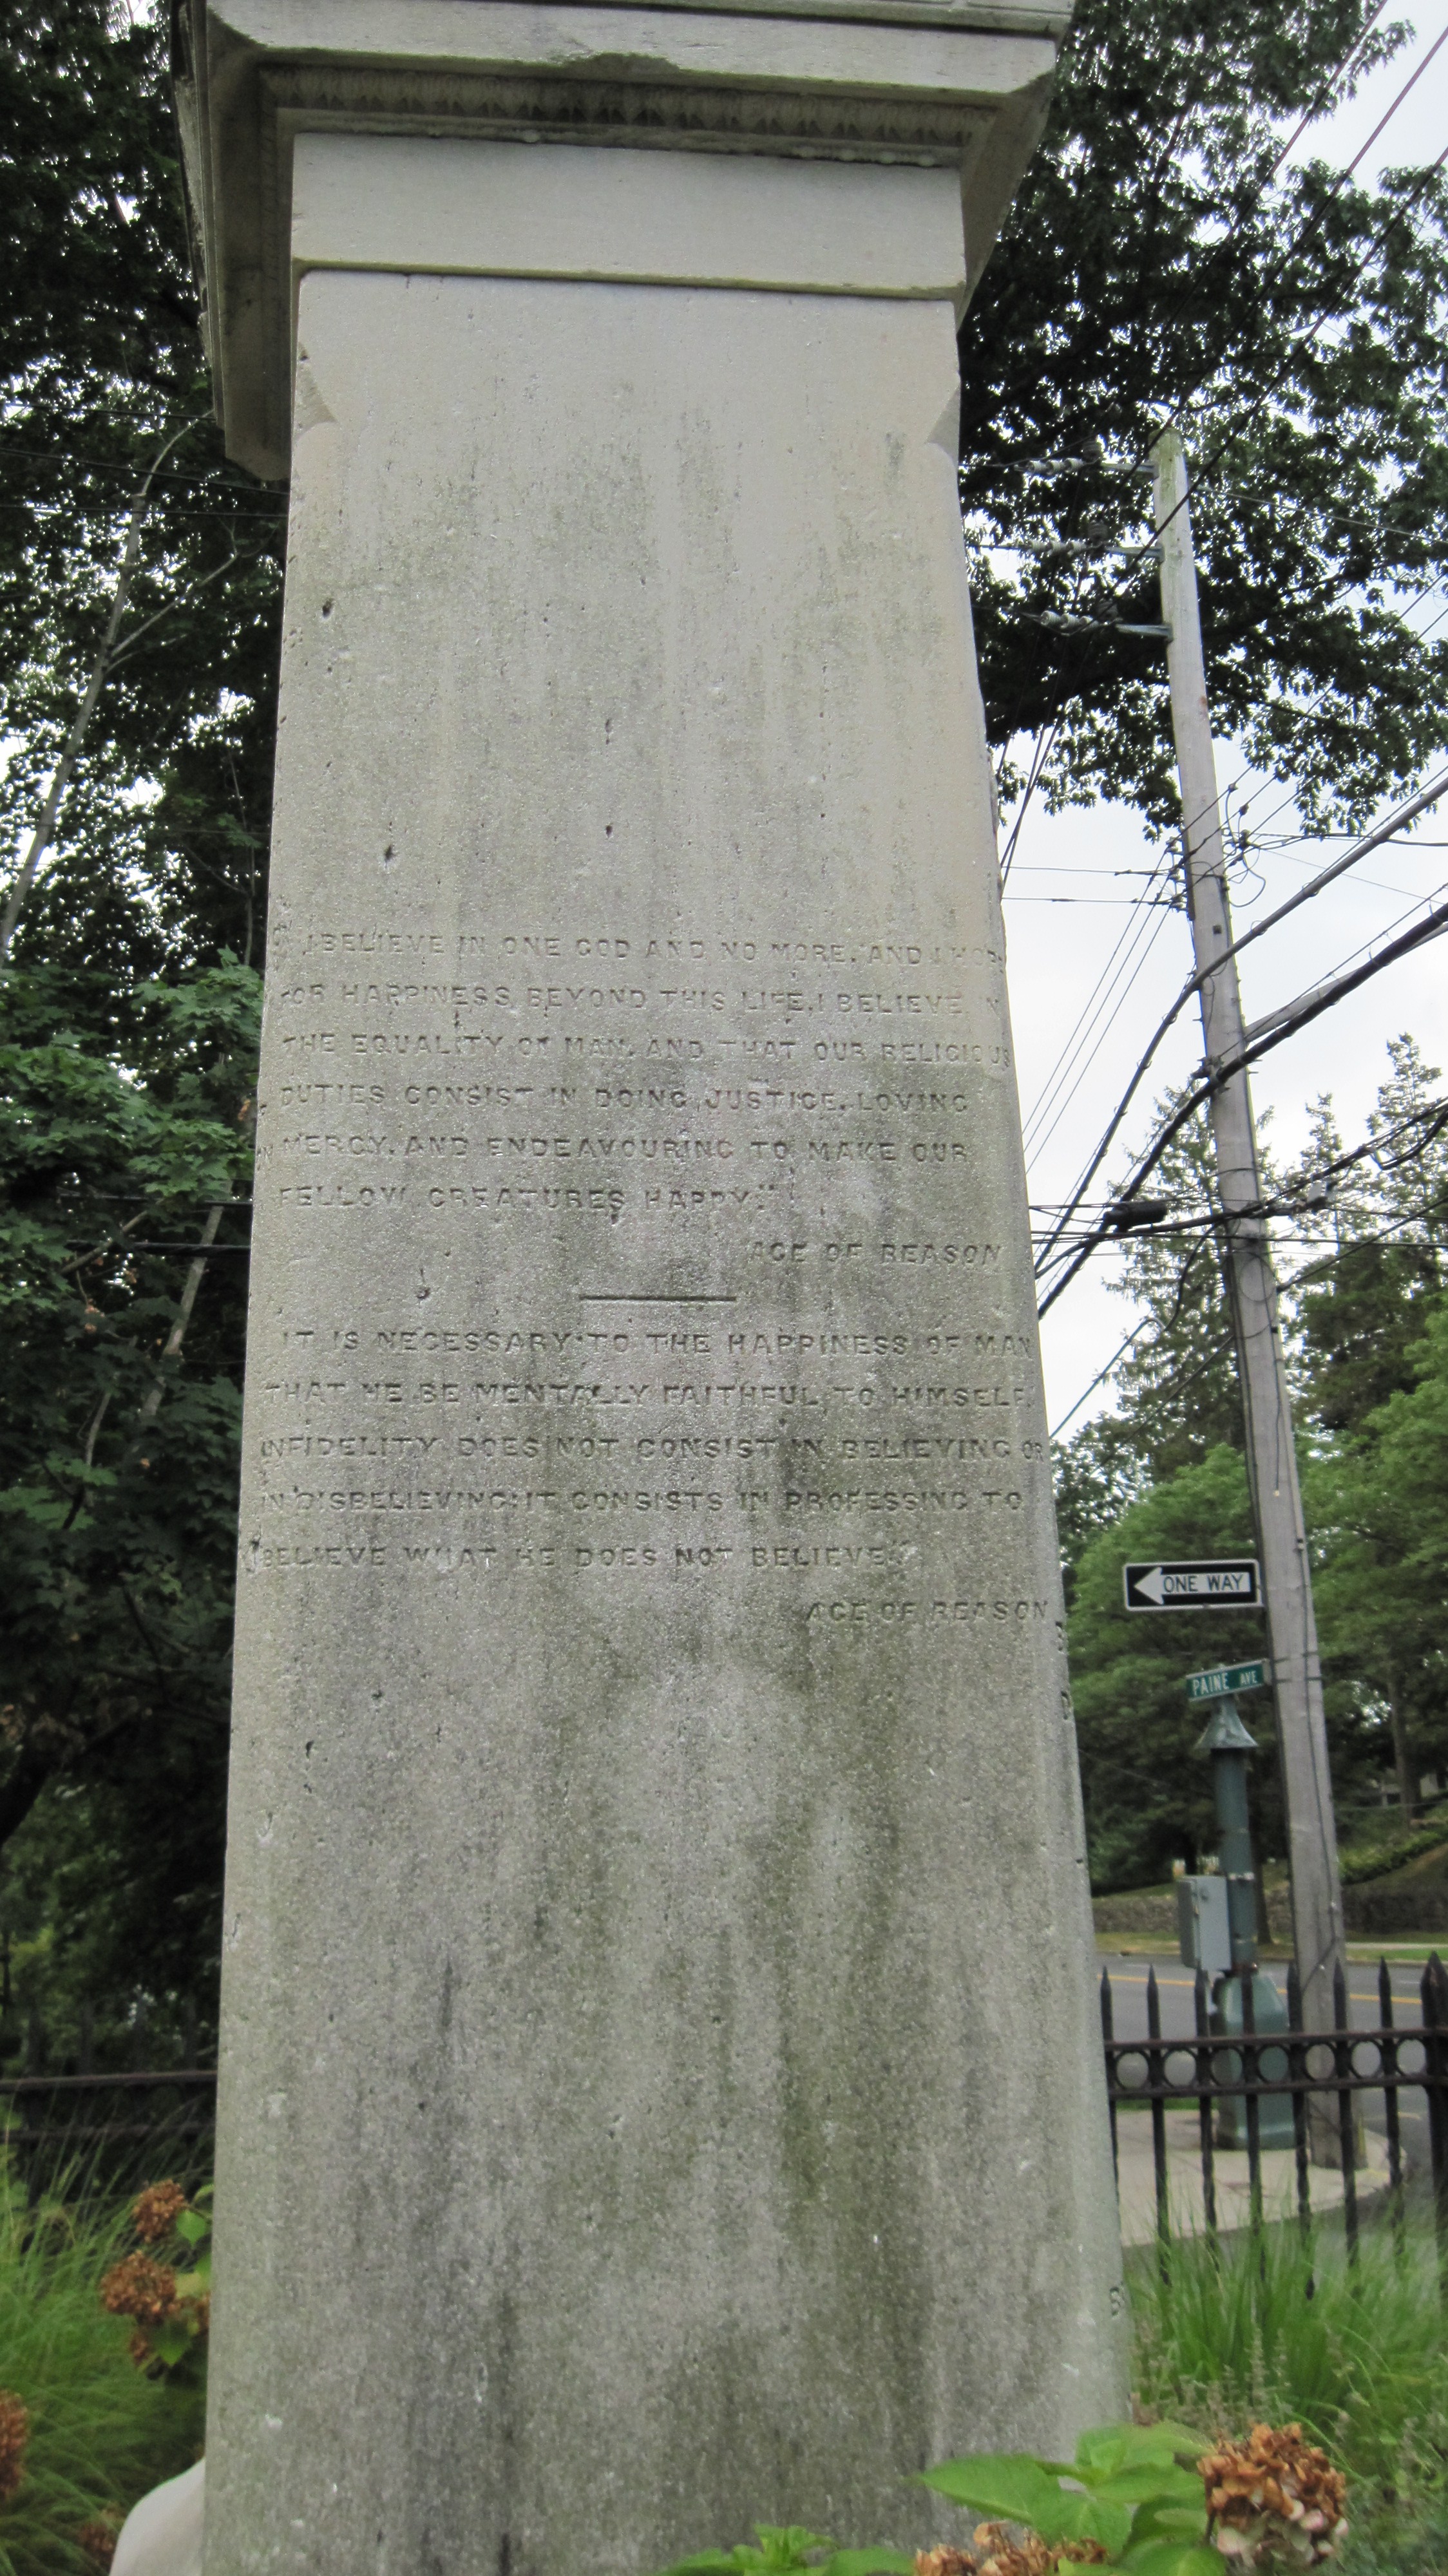 "I BELIEVE IN ONE GOD AND NO MORE, AND I HOPE
FOR HAPPINESS BEYOND THIS LIFE. I BELIEVE IN
THE EQUALITY OF MAN, AND THAT OUR RELIGIOUS
DUTIES CONSIST IN DOING JUSTICE, LOVING
MERCY, AND ENDEAVOURING TO MAKE OUR
FELLOW CREATURES HAPPY."
AGE OF REASON
IT IS NECESSARY TO THE HAPPINESS OF MAN
THAT HE BE MENTALLY FAITHFUL TO HIMSELF.
INFIDELITY DOES NOT CONSIST IN BELIEVING OR
IN DISBELIEVING; IT CONSISTS IN PROFESSING TO
BELIEVE WHAT HE DOES NOT BELIEVE."
AGE OF REASON
ONE WAY
PAINE AVE